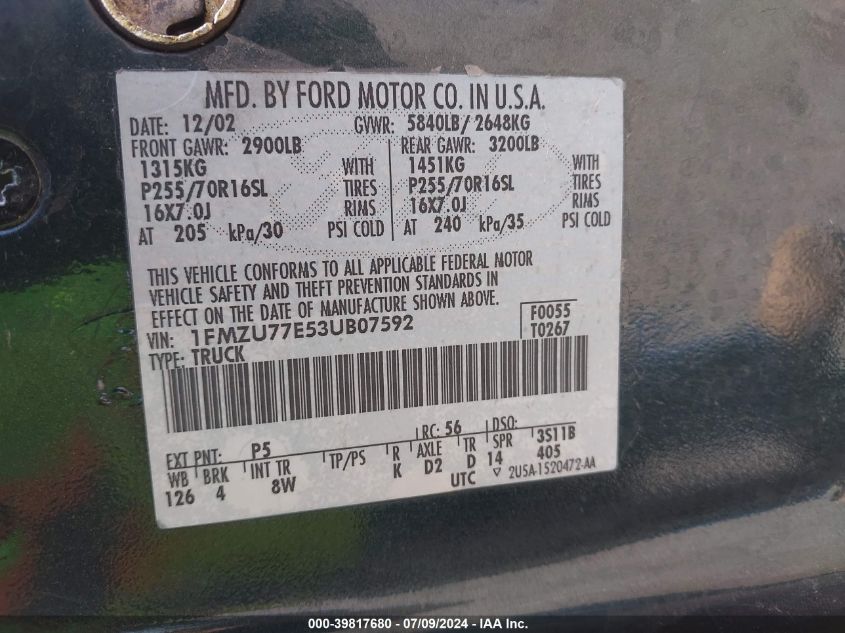 MFD. BY FORD MOTOR CO. IN U.S.A.
DATE: 12/02 GVWR: 5840LB/ 2648KG
FRONT GAWR: 2900LB REAR GAWR: 3200LB
1315KG WITH 1451KG WITH
P255/70R16SL TIRES P255/70R16SL TIRES
16X7.0J RIMS 16X7.0J RIMS
AT 205 kPa/30 PSI COLD AT 240 kPa/35 PSI COLD
THIS VEHICLE CONFORMS TO ALL APPLICABLE FEDERAL MOTOR
VEHICLE SAFETY AND THEFT PREVENTION STANDARDS IN
EFFECT ON THE DATE OF MANUFACTURE SHOWN ABOVE.
VIN: 1FMZU77E53UB07592 F0055
TYPE: TRUCK T0267
EXT PNT: P5 RC: 56 DSO:
WB BRK INT TR TP/PS R AXLE TR SPR 3S11B
126 4 8W K D2 D 14 405
UTC ▽ 2U5A-1520472-AA
000-39817680 - 07/09/2024 - IAA Inc.